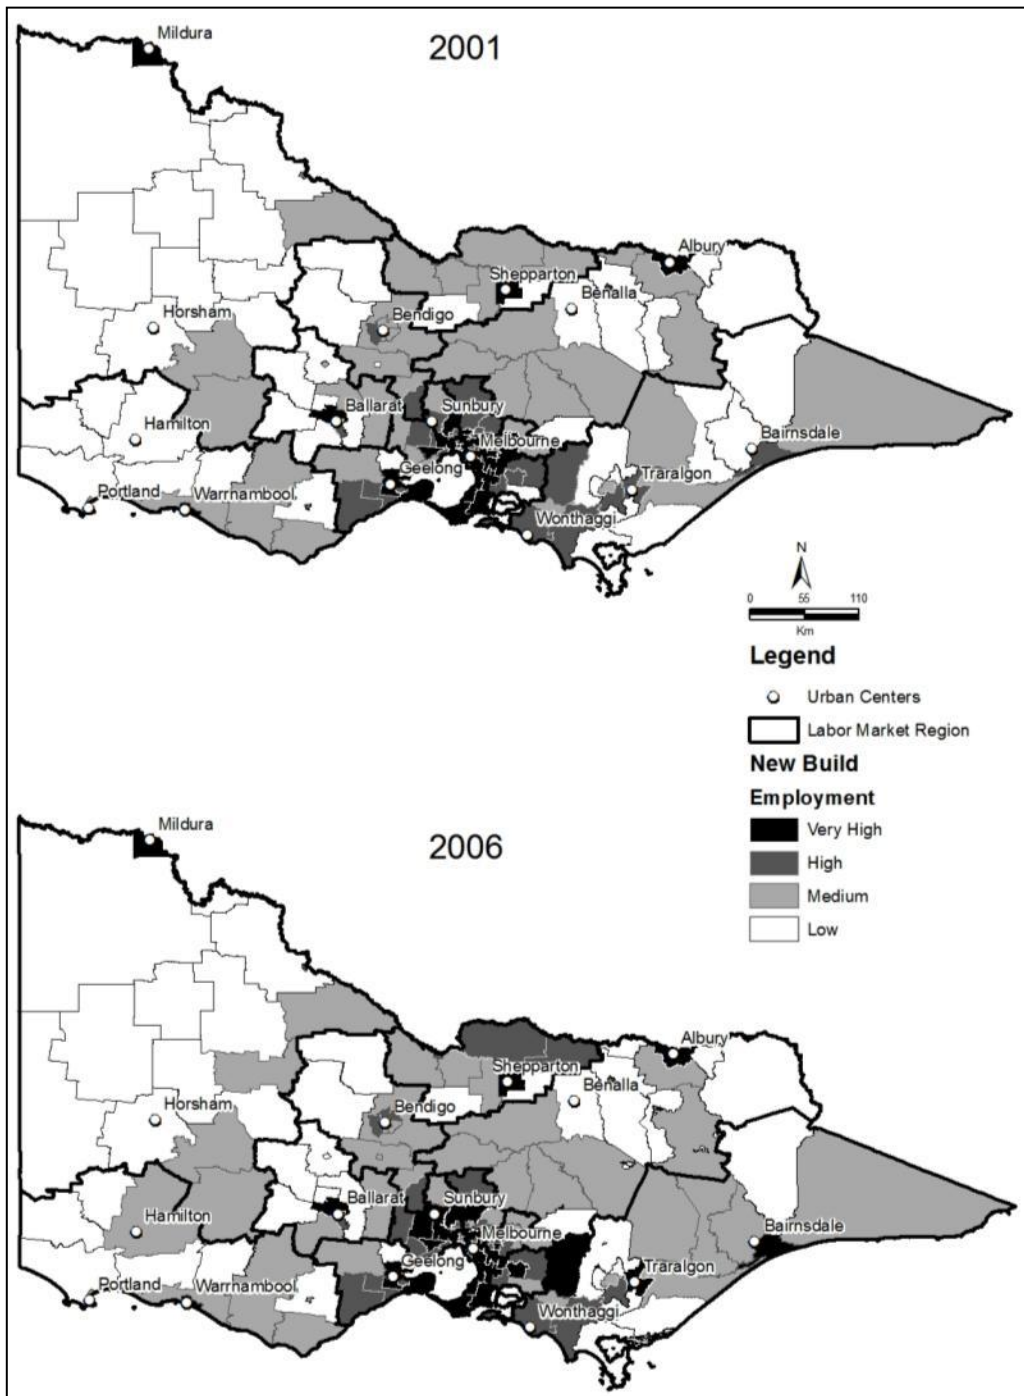 2001
Mildura
Albury
Shepparton
Benalla
Horsham
Bendigo
Ballarat
Sunbury
Hamilton
Melbourne
Bairnsdale
Geelong
Traralgon
Portland
Warrnambool
Wonthaggi
N
0 55 110
Km
Legend
Urban Centers
Labor Market Region
New Build
Employment
Very High
High
Medium
Low
2006
Mildura
Albury
Shepparton
Benalla
Horsham
Bendigo
Ballarat
Sunbury
Hamilton
Melbourne
Bairnsdale
Geelong
Traralgon
Portland
Warrnambool
Wonthaggi